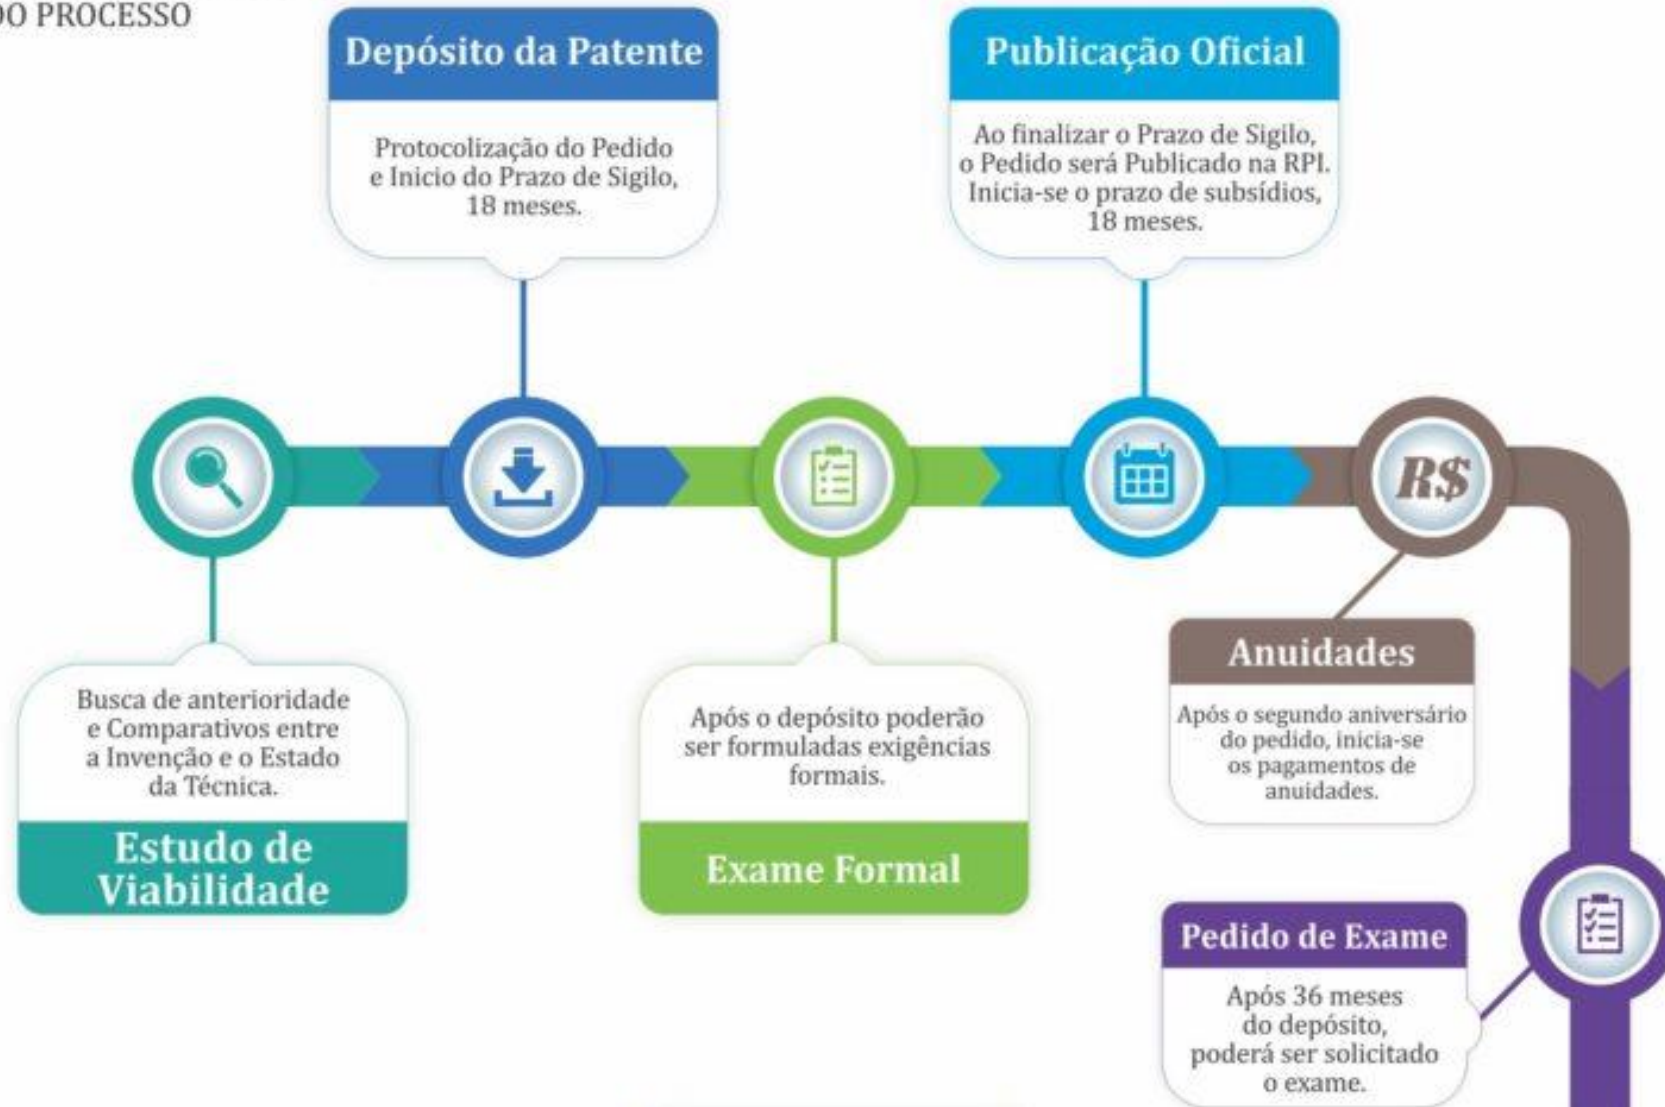 DO PROCESSO
Depósito da Patente
Protocolização do Pedido
e Inicio do Prazo de Sigilo,
18 meses.
Publicação Oficial
Ao finalizar o Prazo de Sigilo,
o Pedido será Publicado na RPI.
Inicia-se o prazo de subsídios,
18 meses.
R$
Busca de anterioridade
e Comparativos entre
a Invenção e o Estado
da Técnica.
Estudo de
Viabilidade
Após o depósito poderão
ser formuladas exigências
formais.
Exame Formal
Anuidades
Após o segundo aniversário
do pedido, inicia-se
os pagamentos de
anuidades.
Pedido de Exame
Após 36 meses
do depósito,
poderá ser solicitado
o exame.